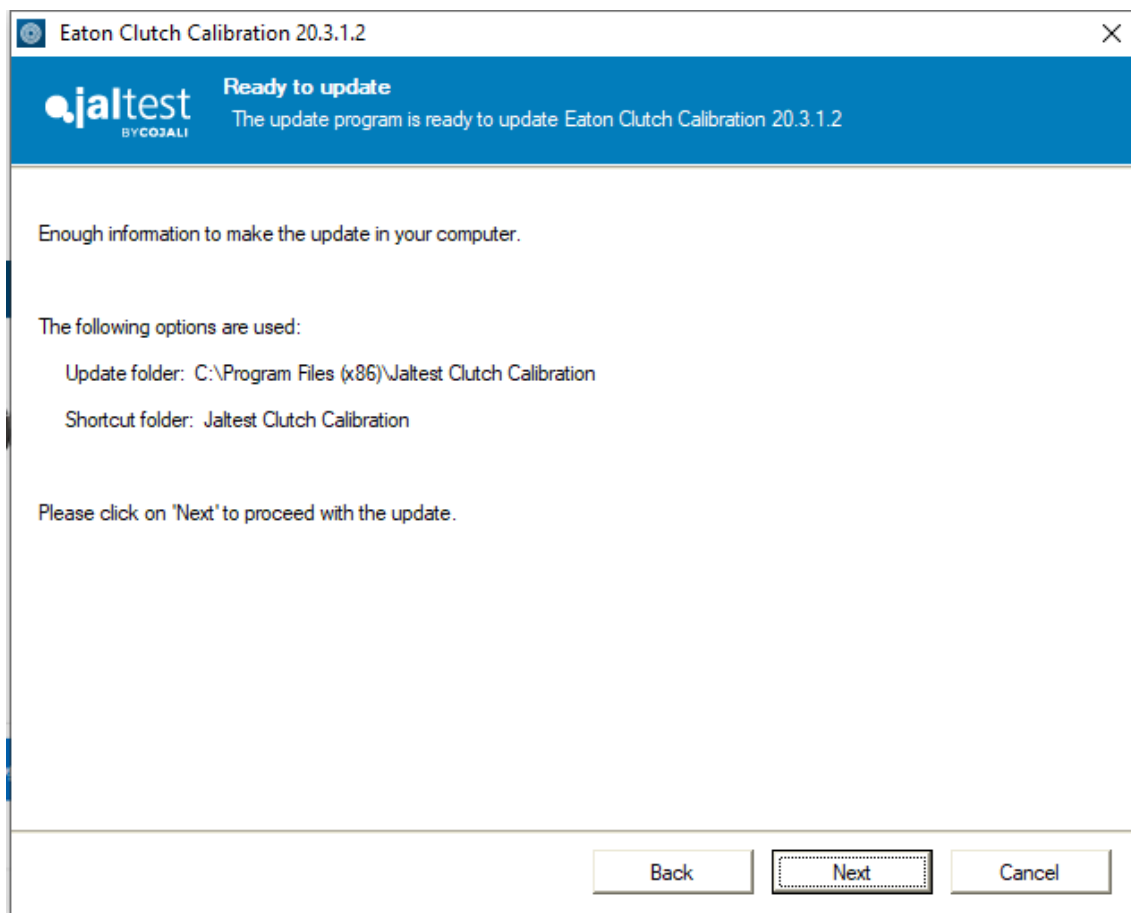 Eaton Clutch Calibration 20.3.1.2
jaltest
BY COJALI
Ready to update
The update program is ready to update Eaton Clutch Calibration 20.3.1.2
Enough information to make the update in your computer.
The following options are used:
Update folder: C:\Program Files (x86)\Jaltest Clutch Calibration
Shortcut folder: Jaltest Clutch Calibration
Please click on 'Next' to proceed with the update.
Back
Next
Cancel